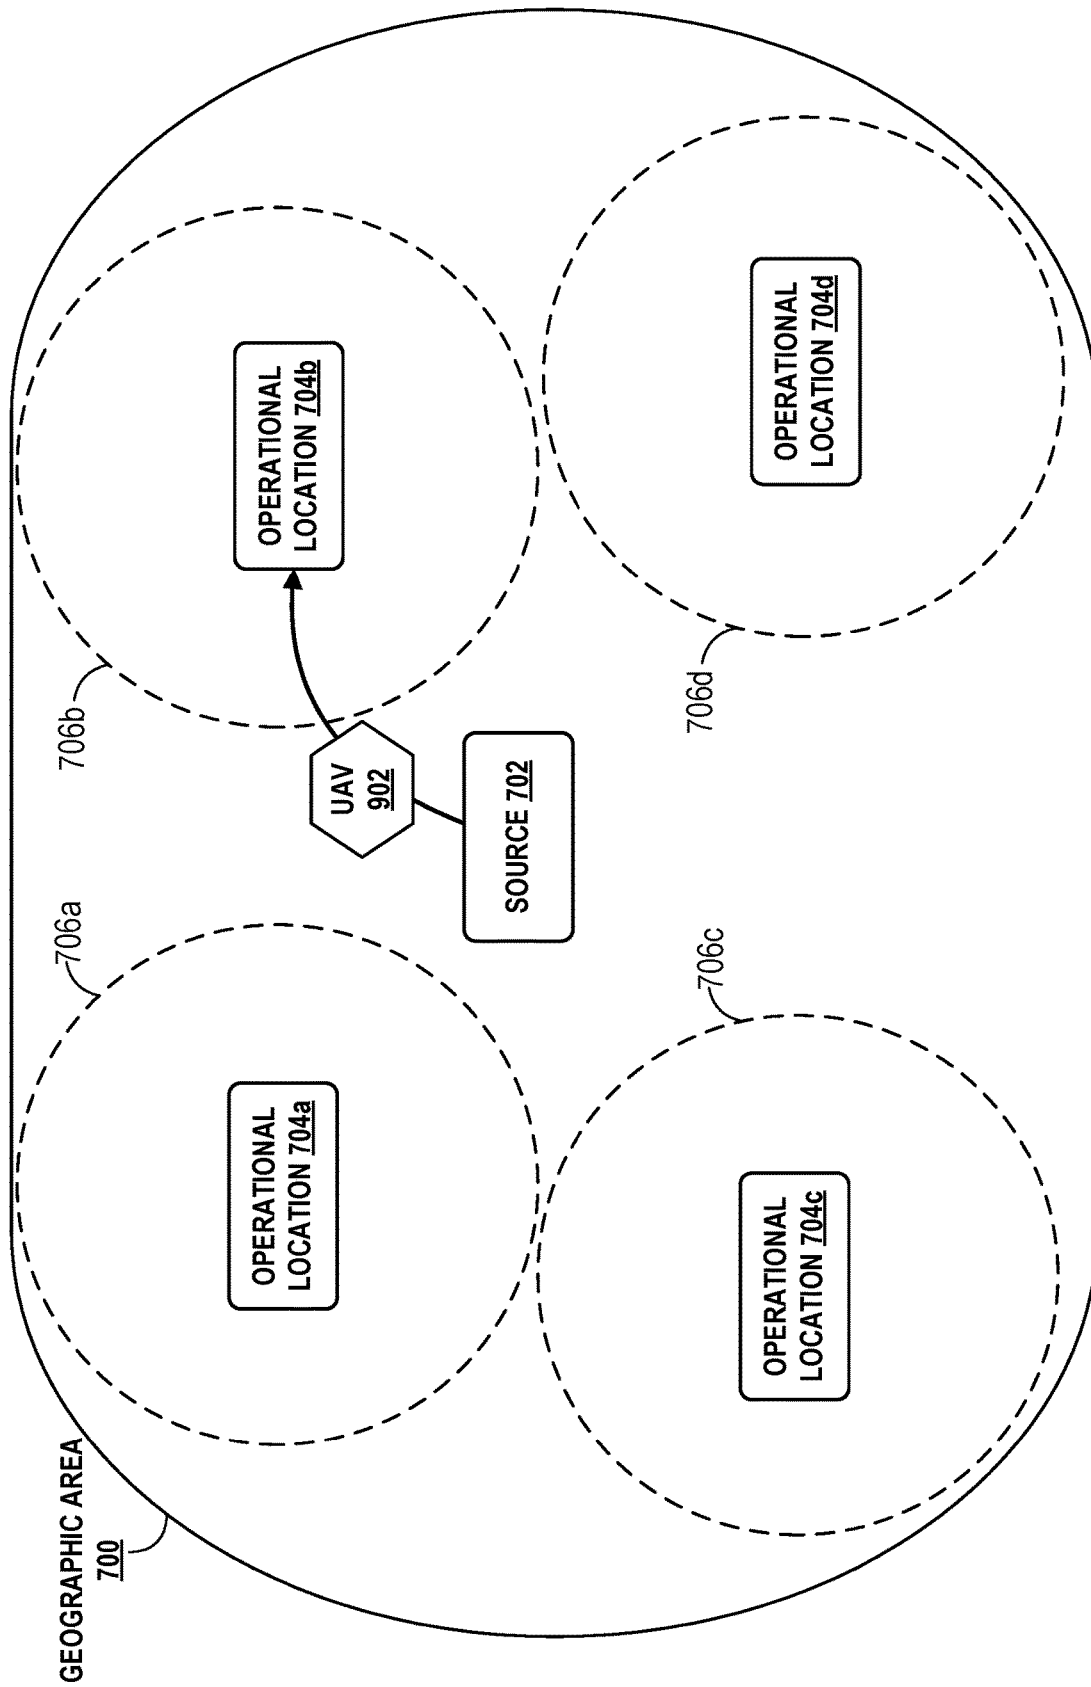 GEOGRAPHIC AREA
700
706a
706b
OPERATIONAL
LOCATION 704a
OPERATIONAL
LOCATION 704b
UAV
902
SOURCE 702
706c
706d
OPERATIONAL
LOCATION 704c
OPERATIONAL
LOCATION 704d